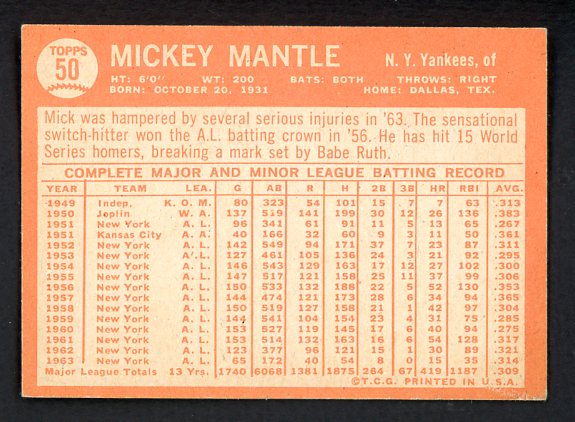 TOPPS
50
MICKEY MANTLE N. Y. Yankees, of
HT: 6'0" WT: 200 BATS: BOTH THROWS: RIGHT
BORN: OCTOBER 20, 1931 HOME: DALLAS, TEX.
Mick was hampered by several serious injuries in '63. The sensational
switch-hitter won the A.L. batting crown in '56. He has hit 15 World
Series homers, breaking a mark set by Babe Ruth.
COMPLETE MAJOR AND MINOR LEAGUE BATTING RECORD
YEAR TEAM LEA. G AB R H 2B 3B HR RBI AVG.
1949 Indep. K. O. M. 80 323 54 101 15 7 7 63 .313
1950 Joplin W. A. 137 519 141 199 30 12 26 136 .383
1951 New York A. L. 96 341 61 91 11 5 13 65 .267
1951 Kansas City A. A. 40 166 32 60 9 3 11 50 .361
1952 New York A. L. 142 549 94 171 37 7 23 87 .311
1953 New York A. L. 127 461 105 136 24 3 21 92 .295
1954 New York A. L. 146 543 129 163 17 12 27 102 .300
1955 New York A. L. 147 517 121 158 25 11 37 99 .306
1956 New York A. L. 150 533 132 188 22 5 52 130 .353
1957 New York A. L. 144 474 121 173 28 6 34 94 .365
1958 New York A. L. 150 519 127 158 21 1 42 97 .304
1959 New York A. L. 144 541 104 154 23 4 31 75 .285
1960 New York A. L. 153 527 119 145 17 6 40 94 .275
1961 New York A. L. 153 514 132 163 16 6 54 128 .317
1962 New York A. L. 123 377 96 121 15 1 30 89 .321
1963 New York A. L. 65 172 40 54 8 0 15 35 .314
Major League Totals 13 Yrs. 1740 6068 1381 1875 264 67 419 1187 .309
©T.C.G. PRINTED IN U.S.A.